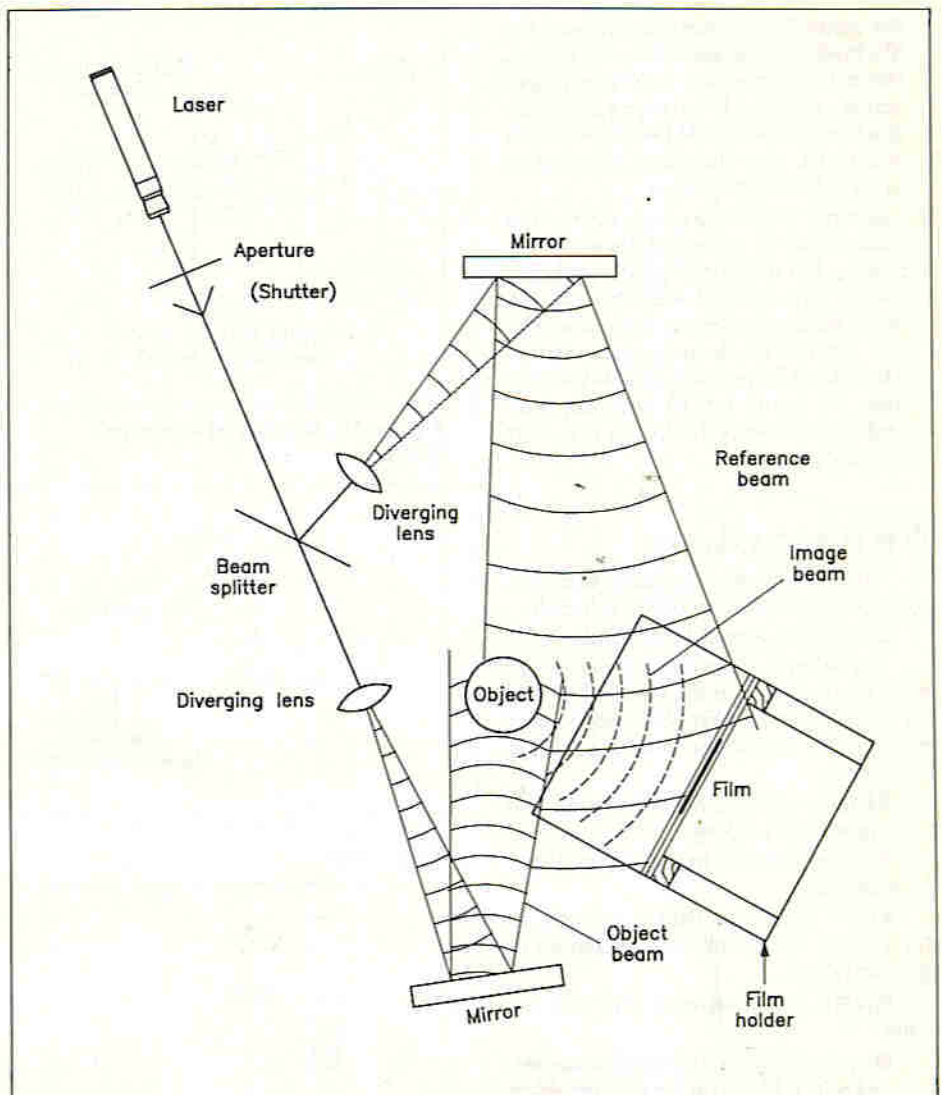 Laser
Aperture
(Shutter)
Mirror
Reference
beam
Diverging
lens
Image
beam
Beam
splitter
Diverging lens
Object
Film
Object
beam
Mirror
Film
holder